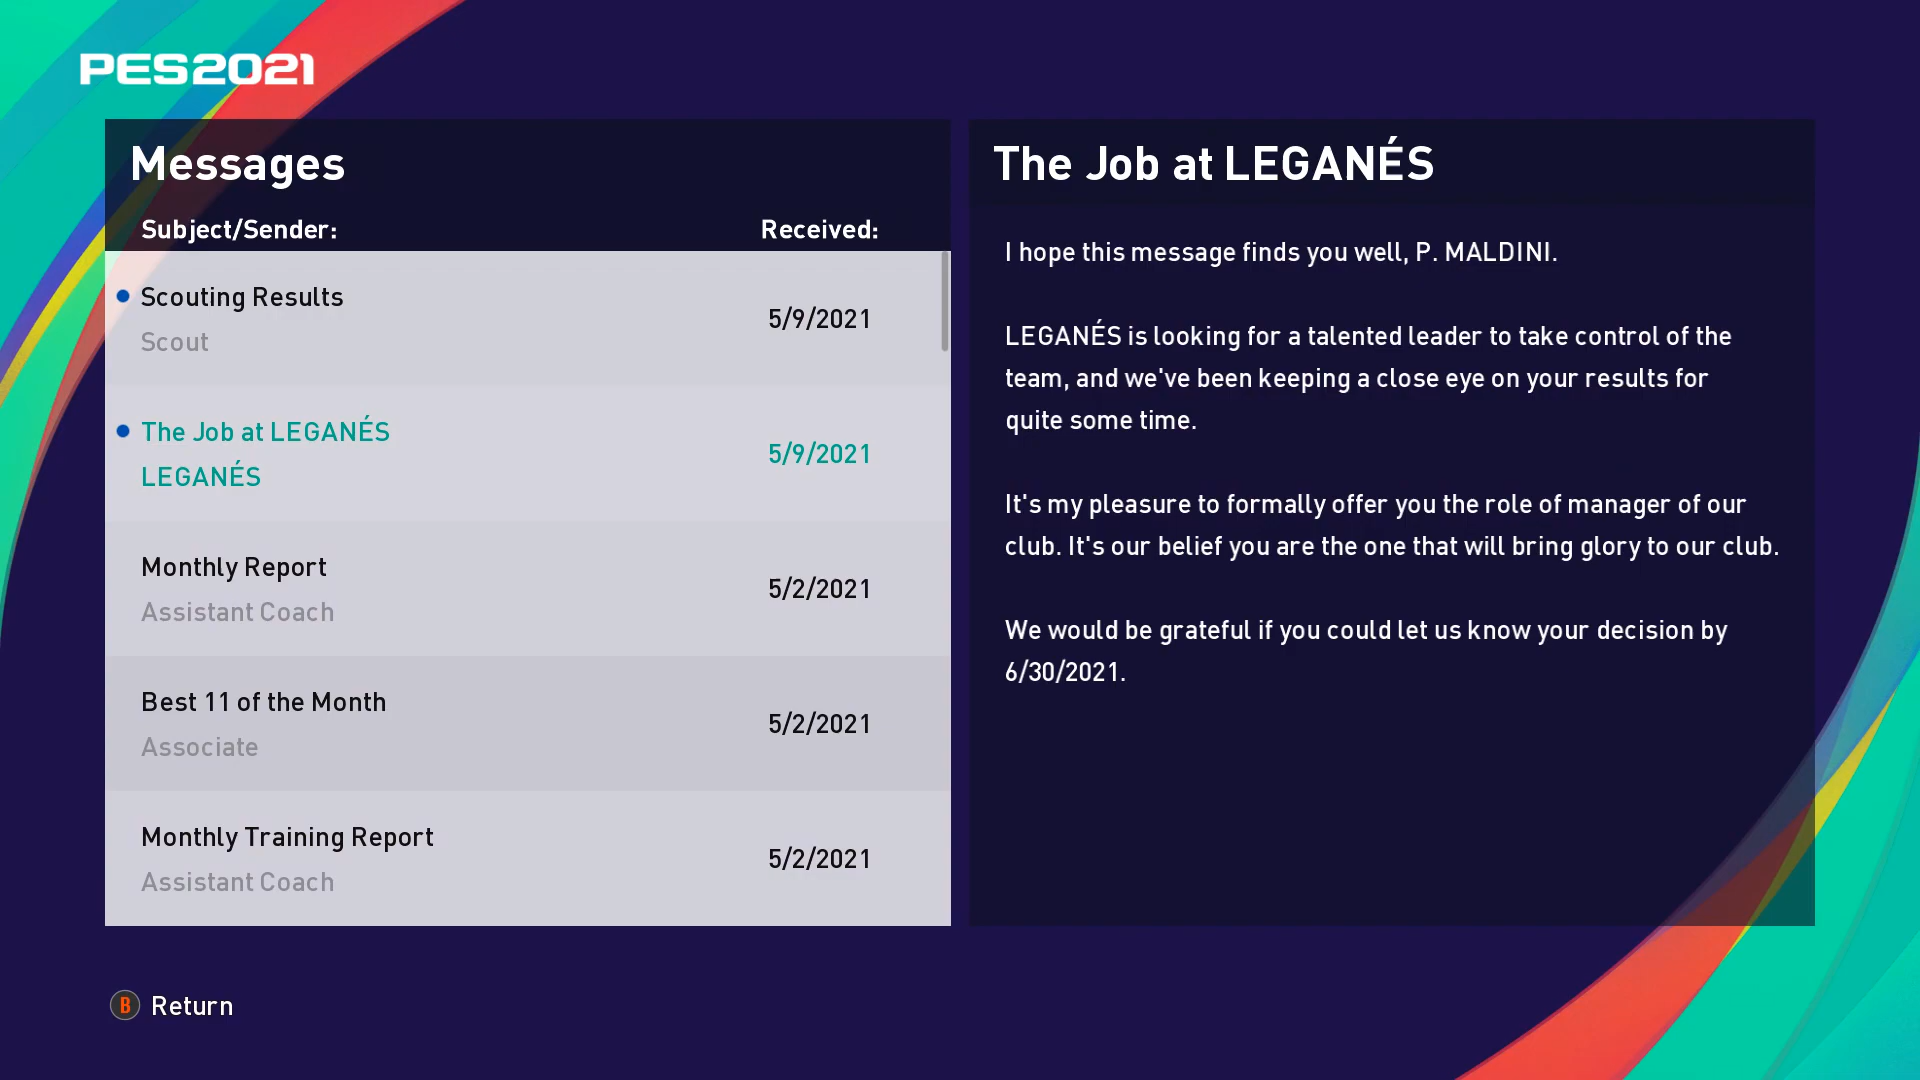 PES2021
Messages
Subject/Sender: Received:
Scouting Results
Scout
5/9/2021
The Job at LEGANÉS
LEGANÉS
5/9/2021
Monthly Report
Assistant Coach
5/2/2021
Best 11 of the Month
Associate
5/2/2021
Monthly Training Report
Assistant Coach
5/2/2021
The Job at LEGANÉS
I hope this message finds you well, P. MALDINI.
LEGANÉS is looking for a talented leader to take control of the
team, and we've been keeping a close eye on your results for
quite some time.
It's my pleasure to formally offer you the role of manager of our
club. It's our belief you are the one that will bring glory to our club.
We would be grateful if you could let us know your decision by
6/30/2021.
B Return